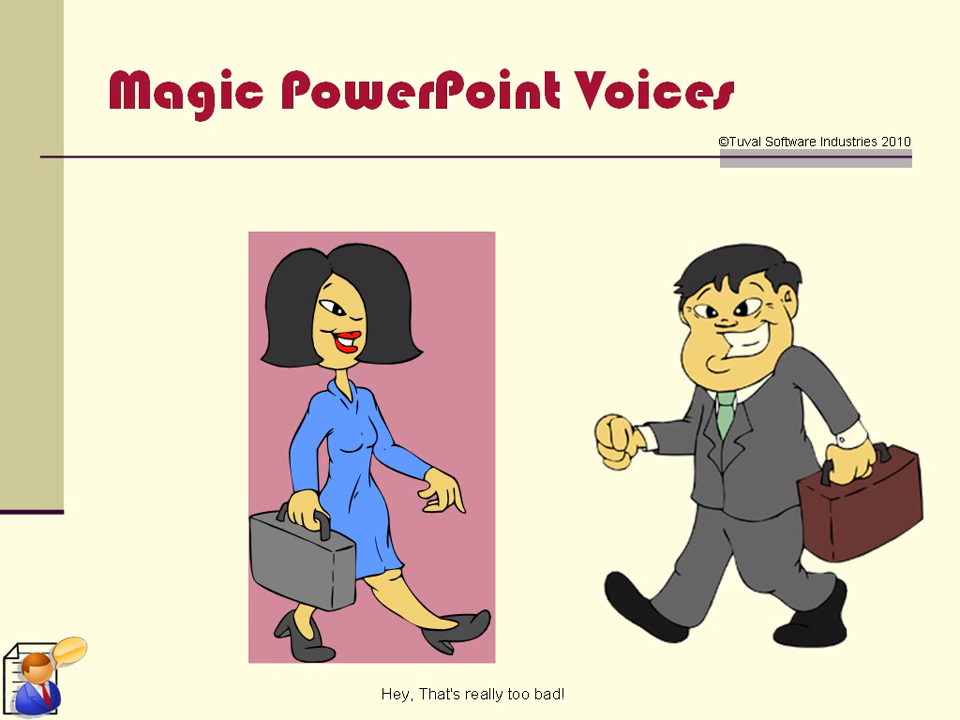 Magic PowerPoint Voices
©Tuval Software Industries 2010
Hey, That's really too bad!